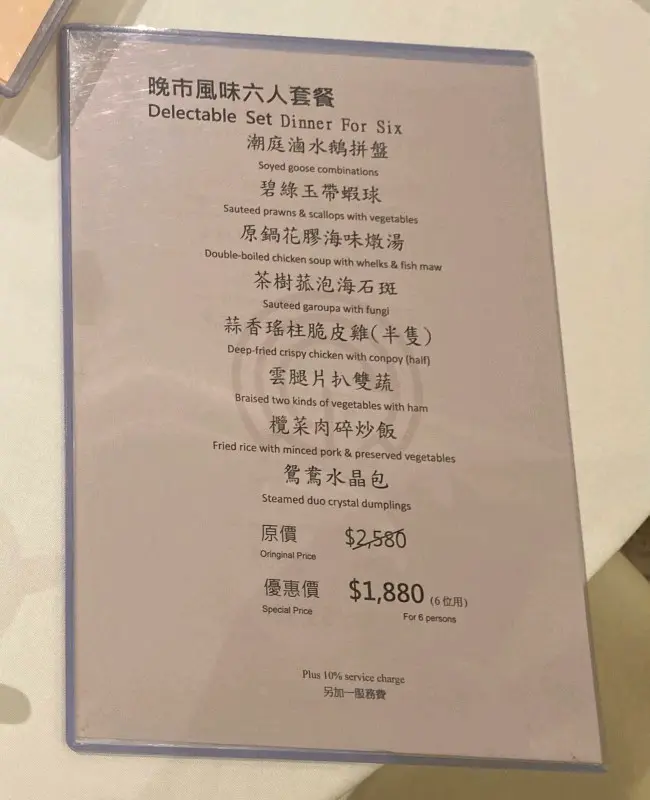 晚市風味六人套餐
Delectable Set Dinner For Six
潮庭滷水鵝拼盤
Soyed goose combinations
碧綠玉帶蝦球
Sauteed prawns & scallops with vegetables
原鍋花膠海味燉湯
Double-boiled chicken soup with whelks & fish maw
茶樹菰泡海石斑
Sauteed garoupa with fungi
蒜香瑤柱脆皮雞(半隻)
Deep-fried crispy chicken with conpoy (half)
雲腿片扒雙蔬
Braised two kinds of vegetables with ham
欖菜肉碎炒飯
Fried rice with minced pork & preserved vegetables
鴛鴦水晶包
Steamed duo crystal dumplings
原價 $2,580
Oringinal Price
優惠價 $1,880 (6位用)
Special Price For 6 persons
Plus 10% service charge
另加一服務費